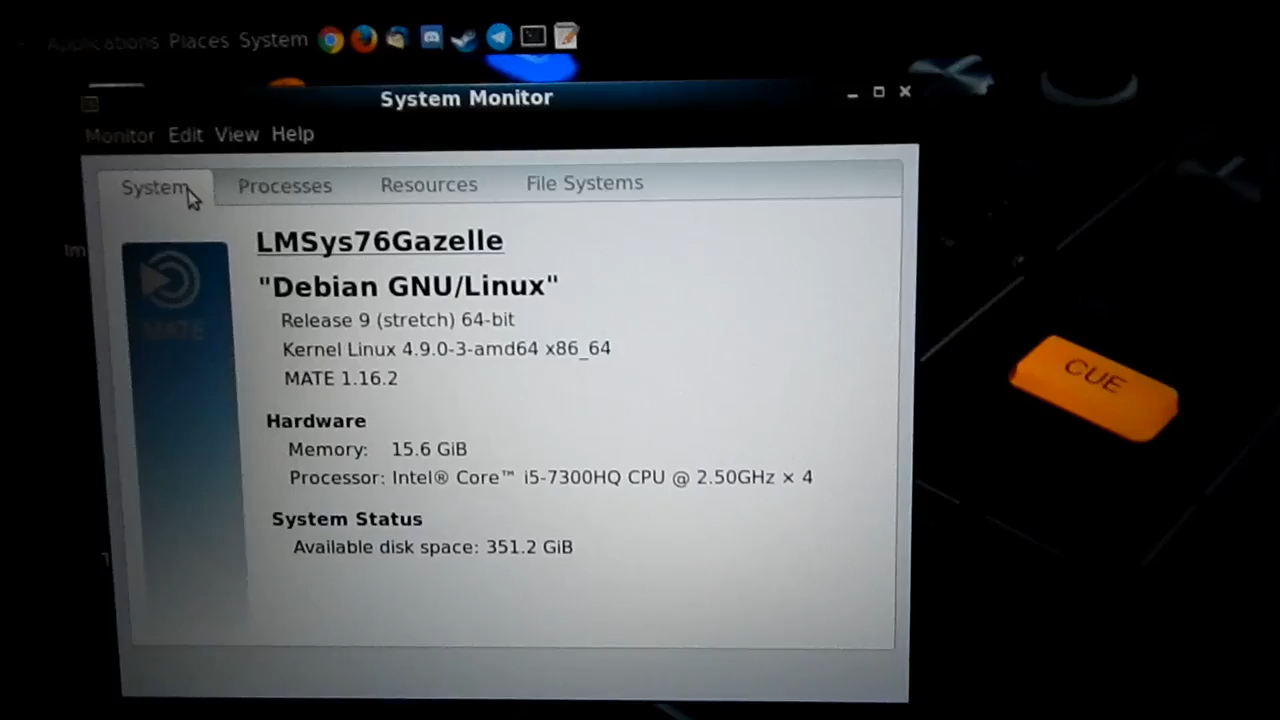 Applications Places System
System Monitor
Monitor Edit View Help
System Processes Resources File Systems
MATE
LMSys76Gazelle
"Debian GNU/Linux"
Release 9 (stretch) 64-bit
Kernel Linux 4.9.0-3-amd64 x86_64
MATE 1.16.2
Hardware
Memory: 15.6 GiB
Processor: Intel® Core™ i5-7300HQ CPU @ 2.50GHz × 4
System Status
Available disk space: 351.2 GiB
CUE